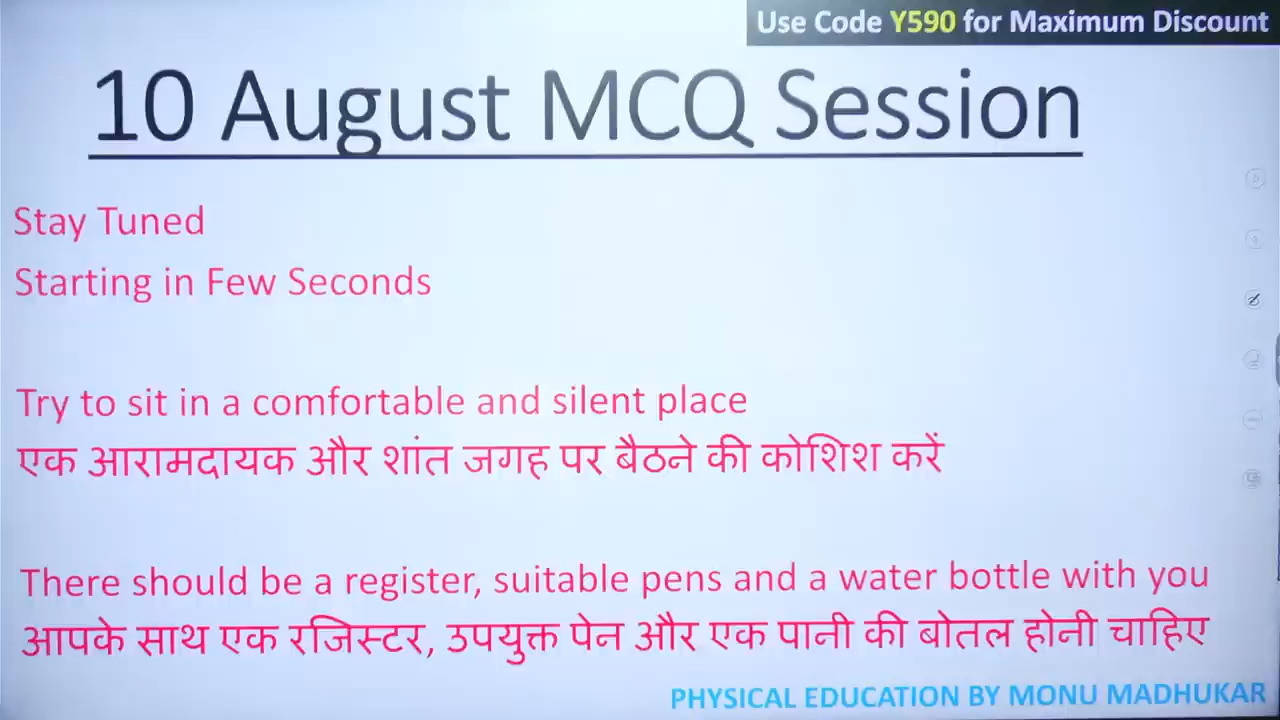 Use Code Y590 for Maximum Discount
10 August MCQ Session
Stay Tuned
Starting in Few Seconds
Try to sit in a comfortable and silent place
एक आरामदायक और शांत जगह पर बैठने की कोशिश करें
There should be a register, suitable pens and a water bottle with you
आपके साथ एक रजिस्टर, उपयुक्त पेन और एक पानी की बोतल होनी चाहिए
PHYSICAL EDUCATION BY MONU MADHUKAR